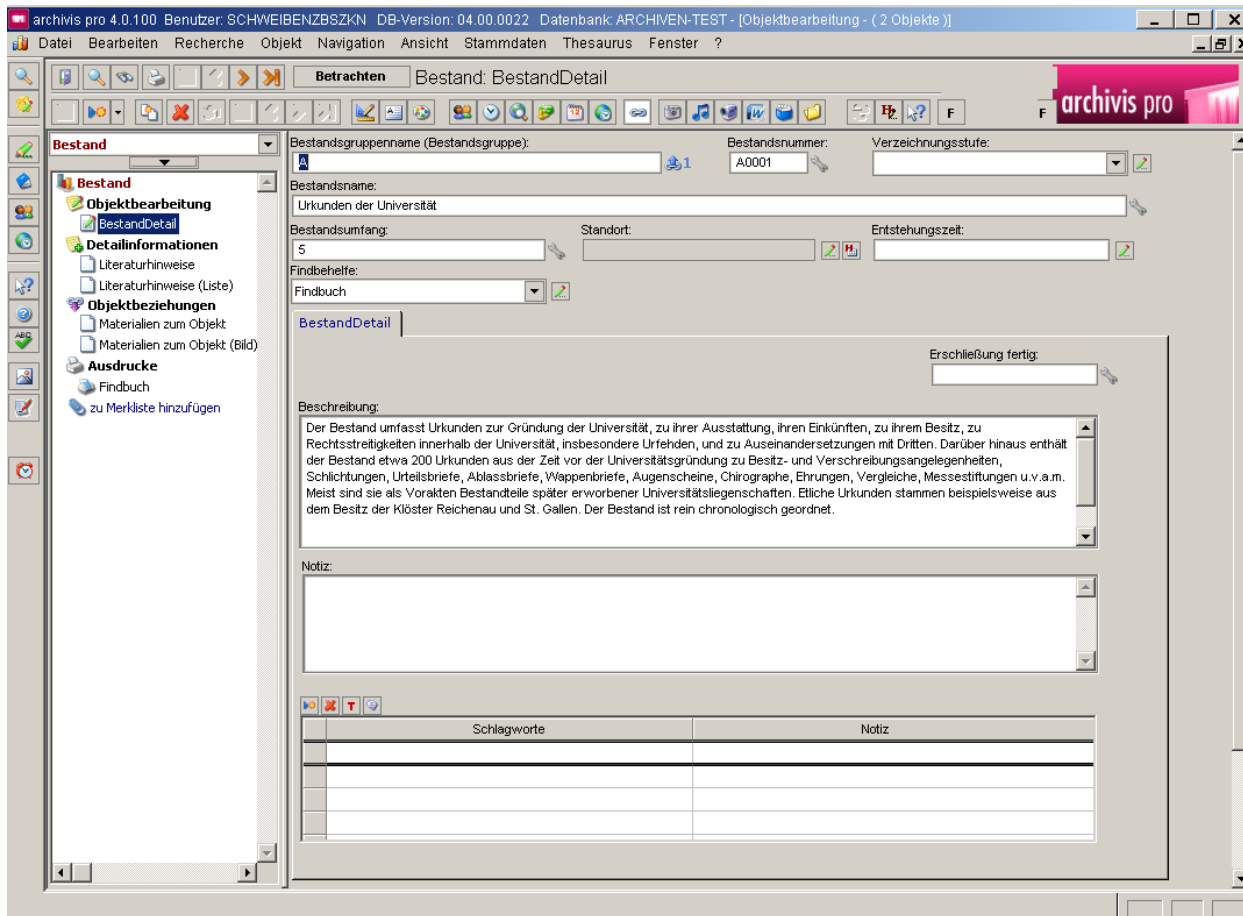 archivis pro 4.0.100 Benutzer: SCHWEIBENZBSZKN DB-Version: 04.00.0022 Datenbank: ARCHIVEN-TEST - [Objektbearbeitung - ( 2 Objekte )]
Datei Bearbeiten Recherche Objekt Navigation Ansicht Stammdaten Thesaurus Fenster ?
Betrachten Bestand: BestandDetail
F F archivis pro
Bestand
Bestand
Objektbearbeitung
BestandDetail
Detailinformationen
Literaturhinweise
Literaturhinweise (Liste)
Objektbeziehungen
Materialien zum Objekt
Materialien zum Objekt (Bild)
Ausdrucke
Findbuch
zu Merkliste hinzufügen
ABC
Bestandsgruppenname (Bestandsgruppe): Bestandsnummer: Verzeichnungsstufe:
A 1 A0001
Bestandsname:
Urkunden der Universität
Bestandsumfang: Standort: Entstehungszeit:
5
Findbehelfe:
Findbuch
BestandDetail
Erschließung fertig:
Beschreibung:
Der Bestand umfasst Urkunden zur Gründung der Universität, zu ihrer Ausstattung, ihren Einkünften, zu ihrem Besitz, zu
Rechtsstreitigkeiten innerhalb der Universität, insbesondere Urfehden, und zu Auseinandersetzungen mit Dritten. Darüber hinaus enthält
der Bestand etwa 200 Urkunden aus der Zeit vor der Universitätsgründung zu Besitz- und Verschreibungsangelegenheiten,
Schlichtungen, Urteilsbriefe, Ablassbriefe, Wappenbriefe, Augenscheine, Chirographe, Ehrungen, Vergleiche, Messestiftungen u.v.a.m.
Meist sind sie als Vorakten Bestandteile später erworbener Universitätsliegenschaften. Etliche Urkunden stammen beispielsweise aus
dem Besitz der Klöster Reichenau und St. Gallen. Der Bestand ist rein chronologisch geordnet.
Notiz:
T
Schlagworte Notiz